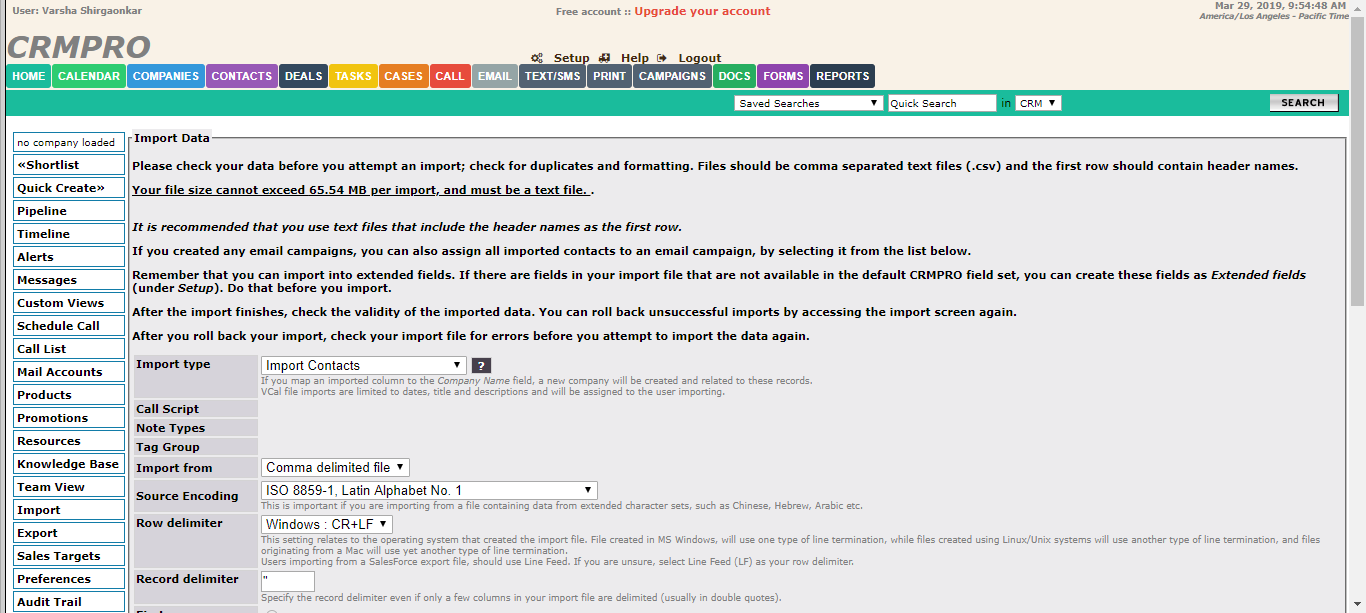 User: Varsha Shirgaonkar
Free account :: Upgrade your account
Mar 29, 2019, 9:54:48 AM
America/Los Angeles - Pacific Time
CRMPRO
Setup Help Logout
HOME CALENDAR COMPANIES CONTACTS DEALS TASKS CASES CALL EMAIL TEXT/SMS PRINT CAMPAIGNS DOCS FORMS REPORTS
Saved Searches Quick Search in CRM SEARCH
no company loaded
«Shortlist
Quick Create»
Pipeline
Timeline
Alerts
Messages
Custom Views
Schedule Call
Call List
Mail Accounts
Products
Promotions
Resources
Knowledge Base
Team View
Import
Export
Sales Targets
Preferences
Audit Trail
Import Data
Please check your data before you attempt an import; check for duplicates and formatting. Files should be comma separated text files (.csv) and the first row should contain header names.
Your file size cannot exceed 65.54 MB per import, and must be a text file. .
It is recommended that you use text files that include the header names as the first row.
If you created any email campaigns, you can also assign all imported contacts to an email campaign, by selecting it from the list below.
Remember that you can import into extended fields. If there are fields in your import file that are not available in the default CRMPRO field set, you can create these fields as Extended fields
(under Setup). Do that before you import.
After the import finishes, check the validity of the imported data. You can roll back unsuccessful imports by accessing the import screen again.
After you roll back your import, check your import file for errors before you attempt to import the data again.
Import type Import Contacts ?
If you map an imported column to the Company Name field, a new company will be created and related to these records.
VCal file imports are limited to dates, title and descriptions and will be assigned to the user importing.
Call Script
Note Types
Tag Group
Import from Comma delimited file
Source Encoding ISO 8859-1, Latin Alphabet No. 1
This is important if you are importing from a file containing data from extended character sets, such as Chinese, Hebrew, Arabic etc.
Row delimiter Windows : CR+LF
This setting relates to the operating system that created the import file. File created in MS Windows, will use one type of line termination, while files created using Linux/Unix systems will use another type of line termination, and files
originating from a Mac will use yet another type of line termination.
Users importing from a SalesForce export file, should use Line Feed. If you are unsure, select Line Feed (LF) as your row delimiter.
Record delimiter "
Specify the record delimiter even if only a few columns in your import file are delimited (usually in double quotes).